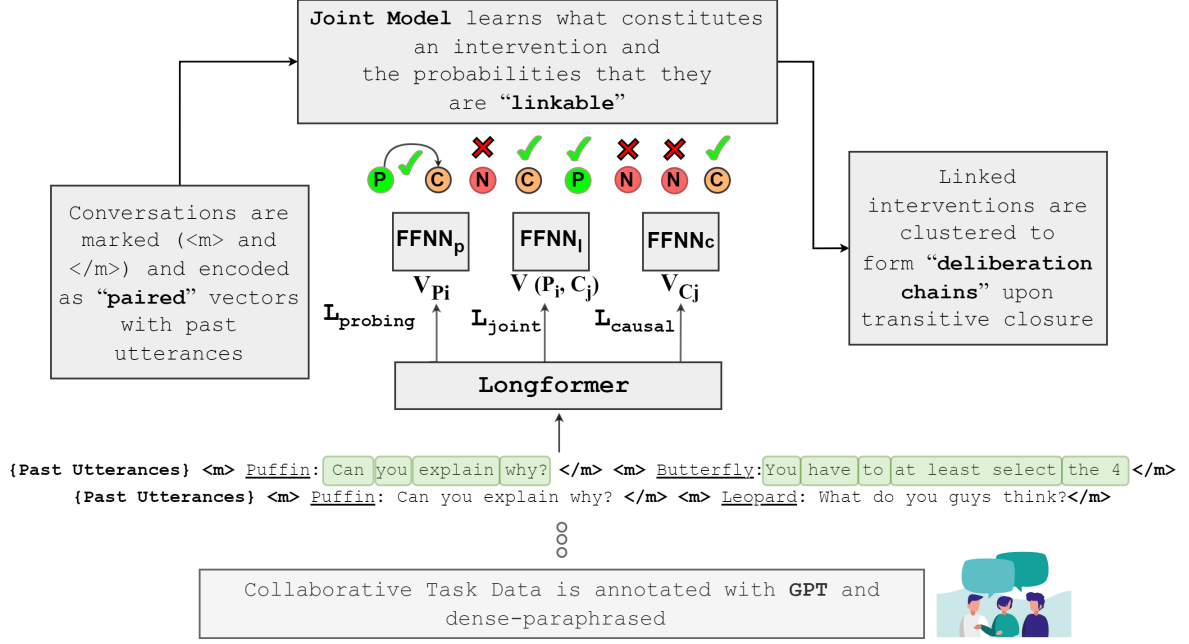 Joint Model learns what constitutes
an intervention and
the probabilities that they
are “linkable”
P C N C P N N C
Conversations are
marked (<m> and
</m>) and encoded
as “paired” vectors
with past
utterances
FFNNp FFNNl FFNNc
VPi V (Pi, Cj) VCj
Lprobing Ljoint Lcausal
Longformer
Linked
interventions are
clustered to
form “deliberation
chains” upon
transitive closure
{Past Utterances} <m> Puffin: Can you explain why? </m> <m> Butterfly: You have to at least select the 4 </m>
{Past Utterances} <m> Puffin: Can you explain why? </m> <m> Leopard: What do you guys think?</m>
Collaborative Task Data is annotated with GPT and
dense-paraphrased